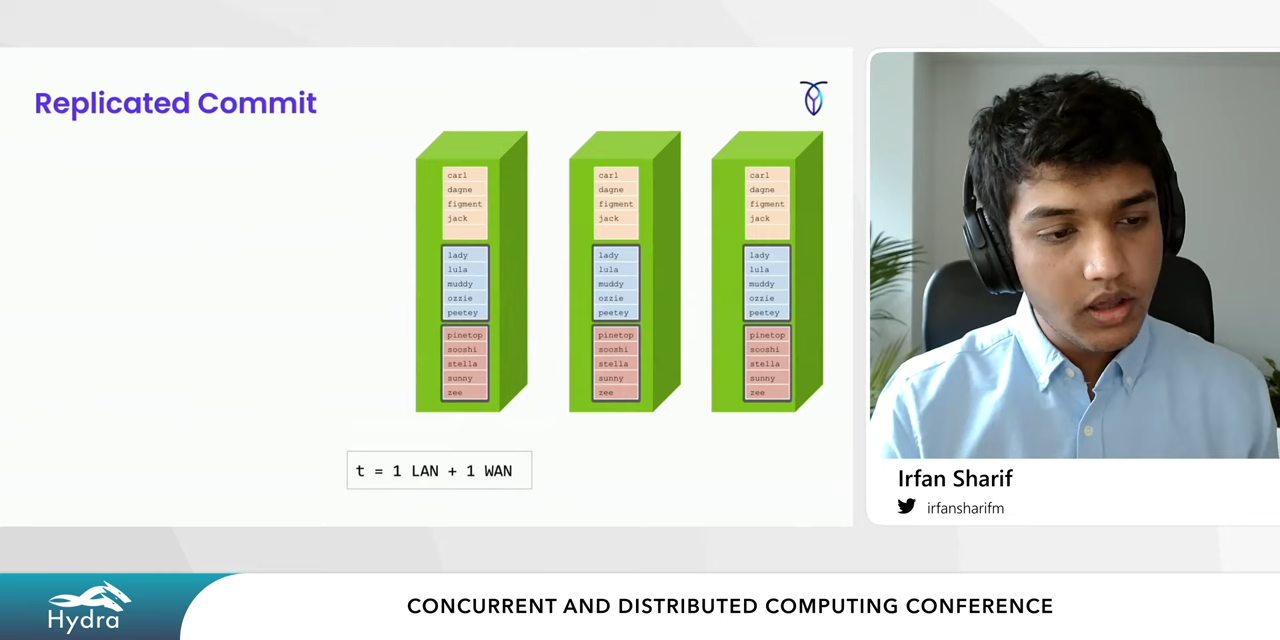 Replicated Commit
carl
dagne
figment
jack
lady
lula
muddy
ozzie
peetey
pinetop
sooshi
stella
sunny
zee
carl
dagne
figment
jack
lady
lula
muddy
ozzie
peetey
pinetop
sooshi
stella
sunny
zee
carl
dagne
figment
jack
lady
lula
muddy
ozzie
peetey
pinetop
sooshi
stella
sunny
zee
t = 1 LAN + 1 WAN
Irfan Sharif
irfansharifm
Hydra
CONCURRENT AND DISTRIBUTED COMPUTING CONFERENCE